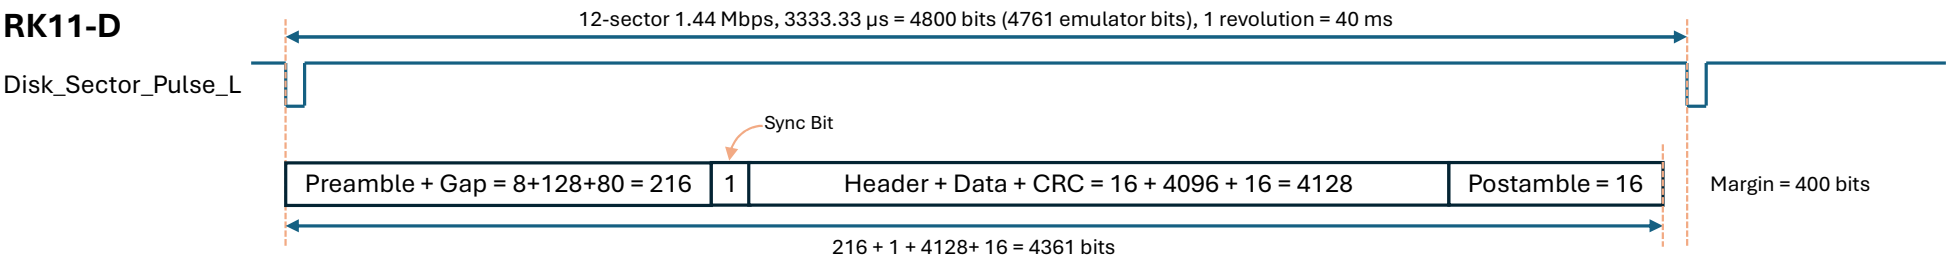 RK11-D
12-sector 1.44 Mbps, 3333.33 µs = 4800 bits (4761 emulator bits), 1 revolution = 40 ms
Disk_Sector_Pulse_L
Sync Bit
Preamble + Gap = 8+128+80 = 216
1
Header + Data + CRC = 16 + 4096 + 16 = 4128
Postamble = 16
Margin = 400 bits
216 + 1 + 4128+ 16 = 4361 bits